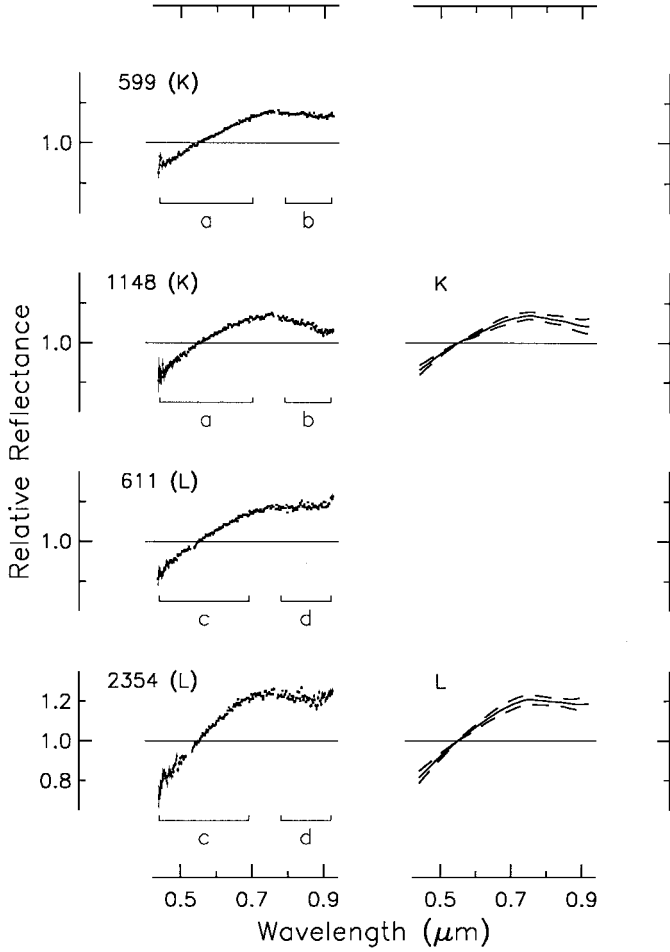 599 (K)
1.0
a b
1148 (K) K
1.0
a b
611 (L)
1.0
c d
2354 (L) L
1.2
1.0
0.8
c d
0.5 0.7 0.9 0.5 0.7 0.9
Wavelength (μm)
Relative Reflectance